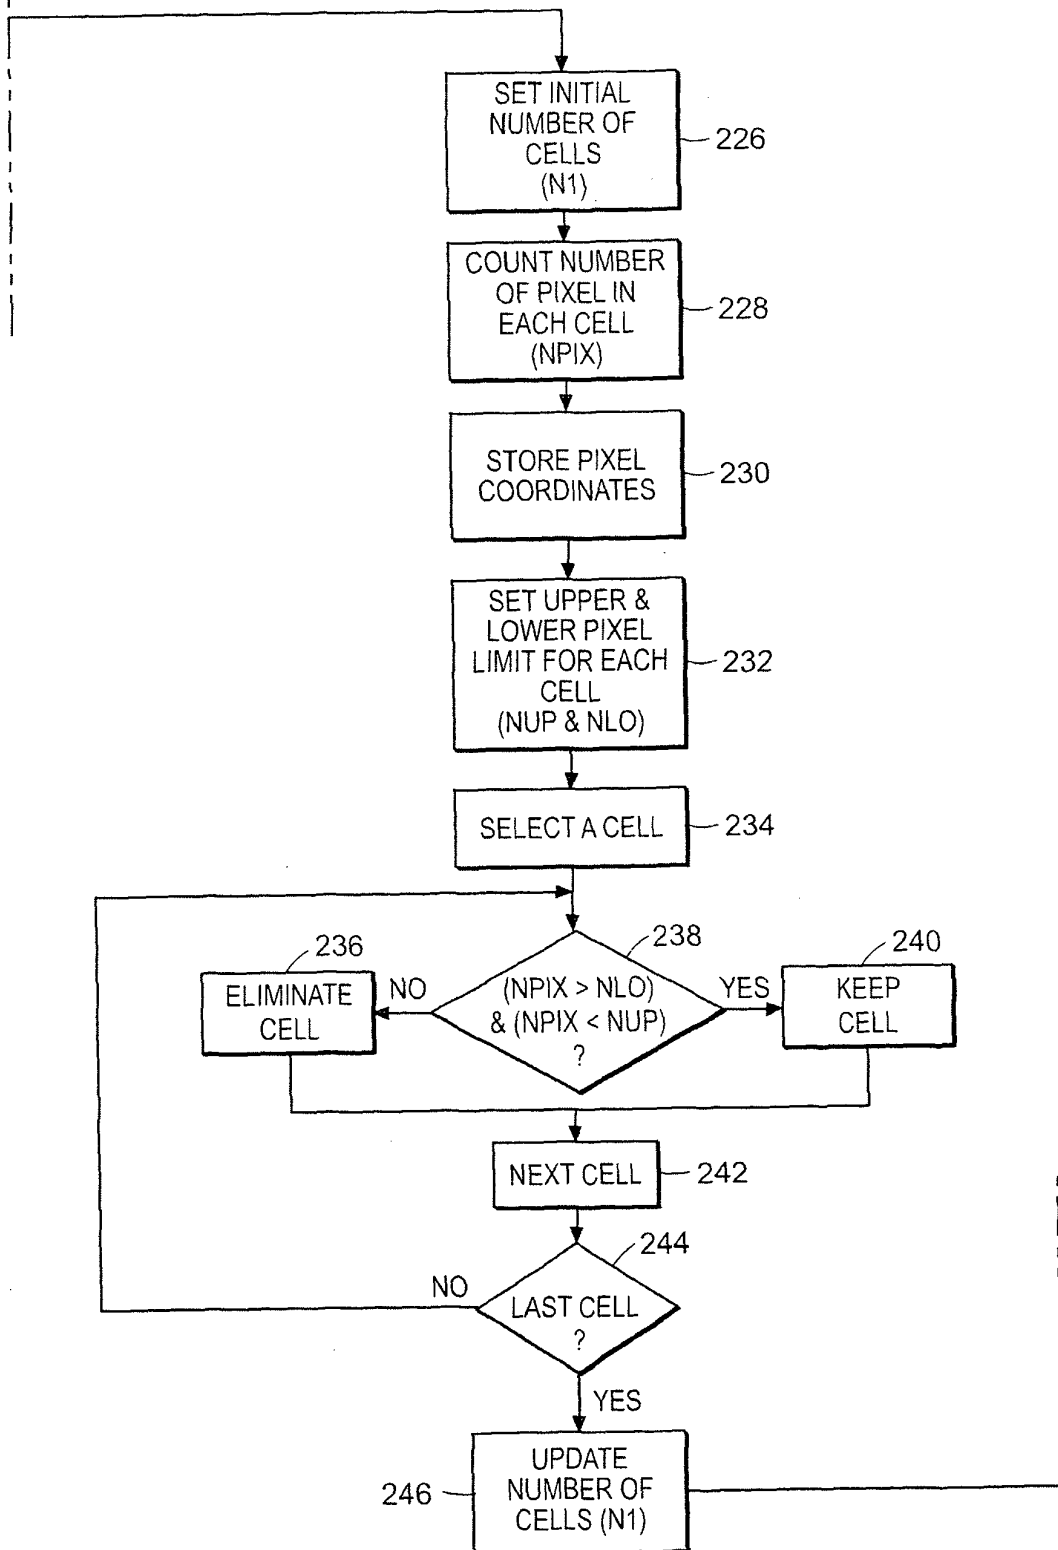 SET INITIAL
NUMBER OF
CELLS
(N1)
226
COUNT NUMBER
OF PIXEL IN
EACH CELL
(NPIX)
228
STORE PIXEL
COORDINATES
230
SET UPPER &
LOWER PIXEL
LIMIT FOR EACH
CELL
(NUP & NLO)
232
SELECT A CELL
234
236
ELIMINATE
CELL
NO
238
(NPIX > NLO)
& (NPIX < NUP)
?
YES
240
KEEP
CELL
NEXT CELL
242
244
NO
LAST CELL
?
YES
246
UPDATE
NUMBER OF
CELLS (N1)